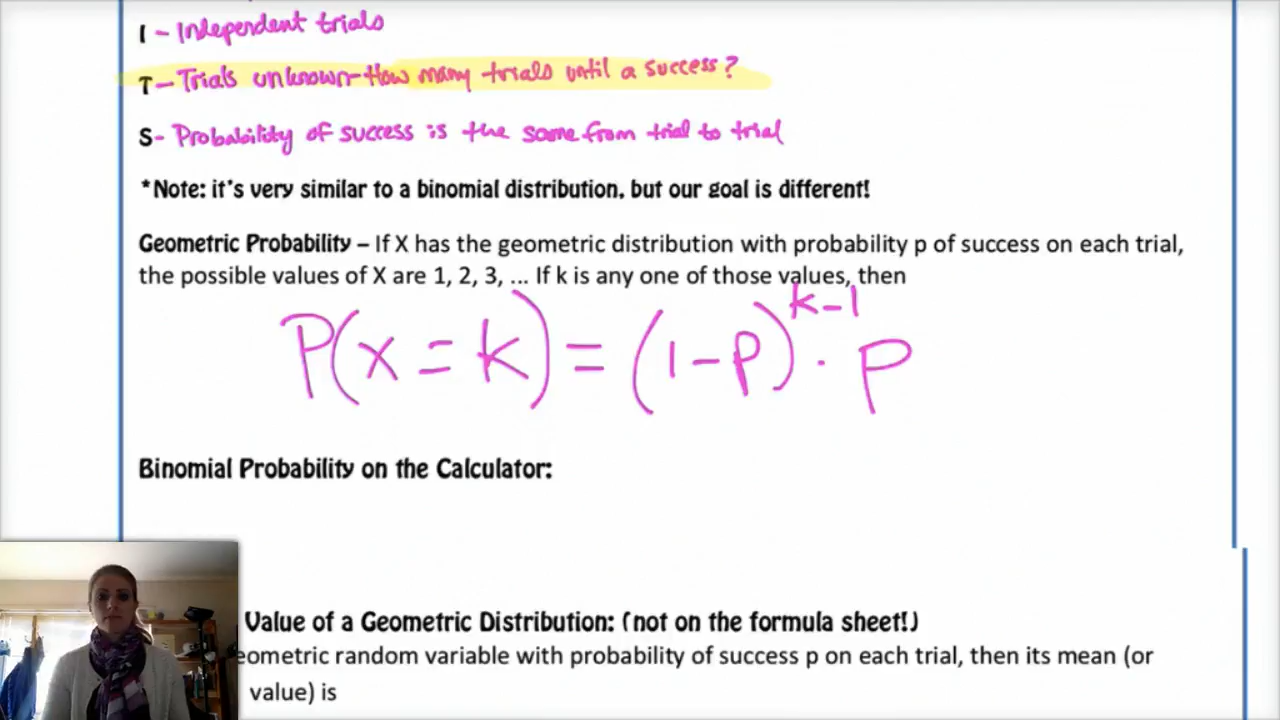 I - Independent trials
T - Trials unknown - How many trials until a success?
S - Probability of success is the same from trial to trial
*Note: it's very similar to a binomial distribution, but our goal is different!
Geometric Probability – If X has the geometric distribution with probability p of success on each trial,
the possible values of X are 1, 2, 3, ... If k is any one of those values, then
P(x = k) = (1-p)^{k-1} · p
Binomial Probability on the Calculator:
Value of a Geometric Distribution: (not on the formula sheet!)
eometric random variable with probability of success p on each trial, then its mean (or
value) is